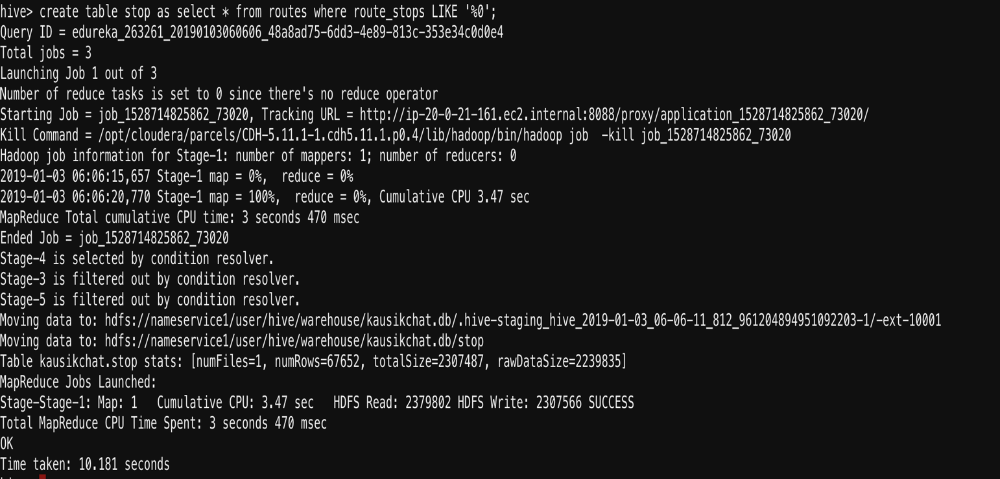 hive> create table stop as select * from routes where route_stops LIKE '%0';
Query ID = edureka_263261_20190103060606_48a8ad75-6dd3-4e89-813c-353e34c0d0e4
Total jobs = 3
Launching Job 1 out of 3
Number of reduce tasks is set to 0 since there's no reduce operator
Starting Job = job_1528714825862_73020, Tracking URL = http://ip-20-0-21-161.ec2.internal:8088/proxy/application_1528714825862_73020/
Kill Command = /opt/cloudera/parcels/CDH-5.11.1-1.cdh5.11.1.p0.4/lib/hadoop/bin/hadoop job  -kill job_1528714825862_73020
Hadoop job information for Stage-1: number of mappers: 1; number of reducers: 0
2019-01-03 06:06:15,657 Stage-1 map = 0%,  reduce = 0%
2019-01-03 06:06:20,770 Stage-1 map = 100%,  reduce = 0%, Cumulative CPU 3.47 sec
MapReduce Total cumulative CPU time: 3 seconds 470 msec
Ended Job = job_1528714825862_73020
Stage-4 is selected by condition resolver.
Stage-3 is filtered out by condition resolver.
Stage-5 is filtered out by condition resolver.
Moving data to: hdfs://nameservice1/user/hive/warehouse/kausikchat.db/.hive-staging_hive_2019-01-03_06-06-11_812_961204894951092203-1/-ext-10001
Moving data to: hdfs://nameservice1/user/hive/warehouse/kausikchat.db/stop
Table kausikchat.stop stats: [numFiles=1, numRows=67652, totalSize=2307487, rawDataSize=2239835]
MapReduce Jobs Launched:
Stage-Stage-1: Map: 1   Cumulative CPU: 3.47 sec   HDFS Read: 2379802 HDFS Write: 2307566 SUCCESS
Total MapReduce CPU Time Spent: 3 seconds 470 msec
OK
Time taken: 10.181 seconds